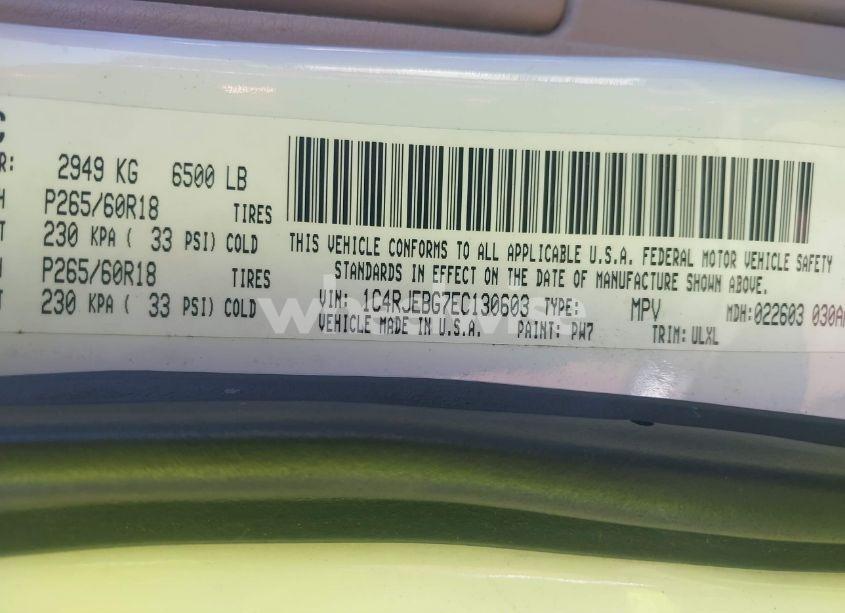 C
R: 2949 KG 6500 LB
H P265/60R18 TIRES
T 230 KPA ( 33 PSI) COLD
H P265/60R18 TIRES
T 230 KPA ( 33 PSI) COLD
THIS VEHICLE CONFORMS TO ALL APPLICABLE U.S.A. FEDERAL MOTOR VEHICLE SAFETY
STANDARDS IN EFFECT ON THE DATE OF MANUFACTURE SHOWN ABOVE.
VIN: 1C4RJEBG7EC130603 TYPE: MPV MDH:022603 030A
VEHICLE MADE IN U.S.A. PAINT: PW7 TRIM: ULXL